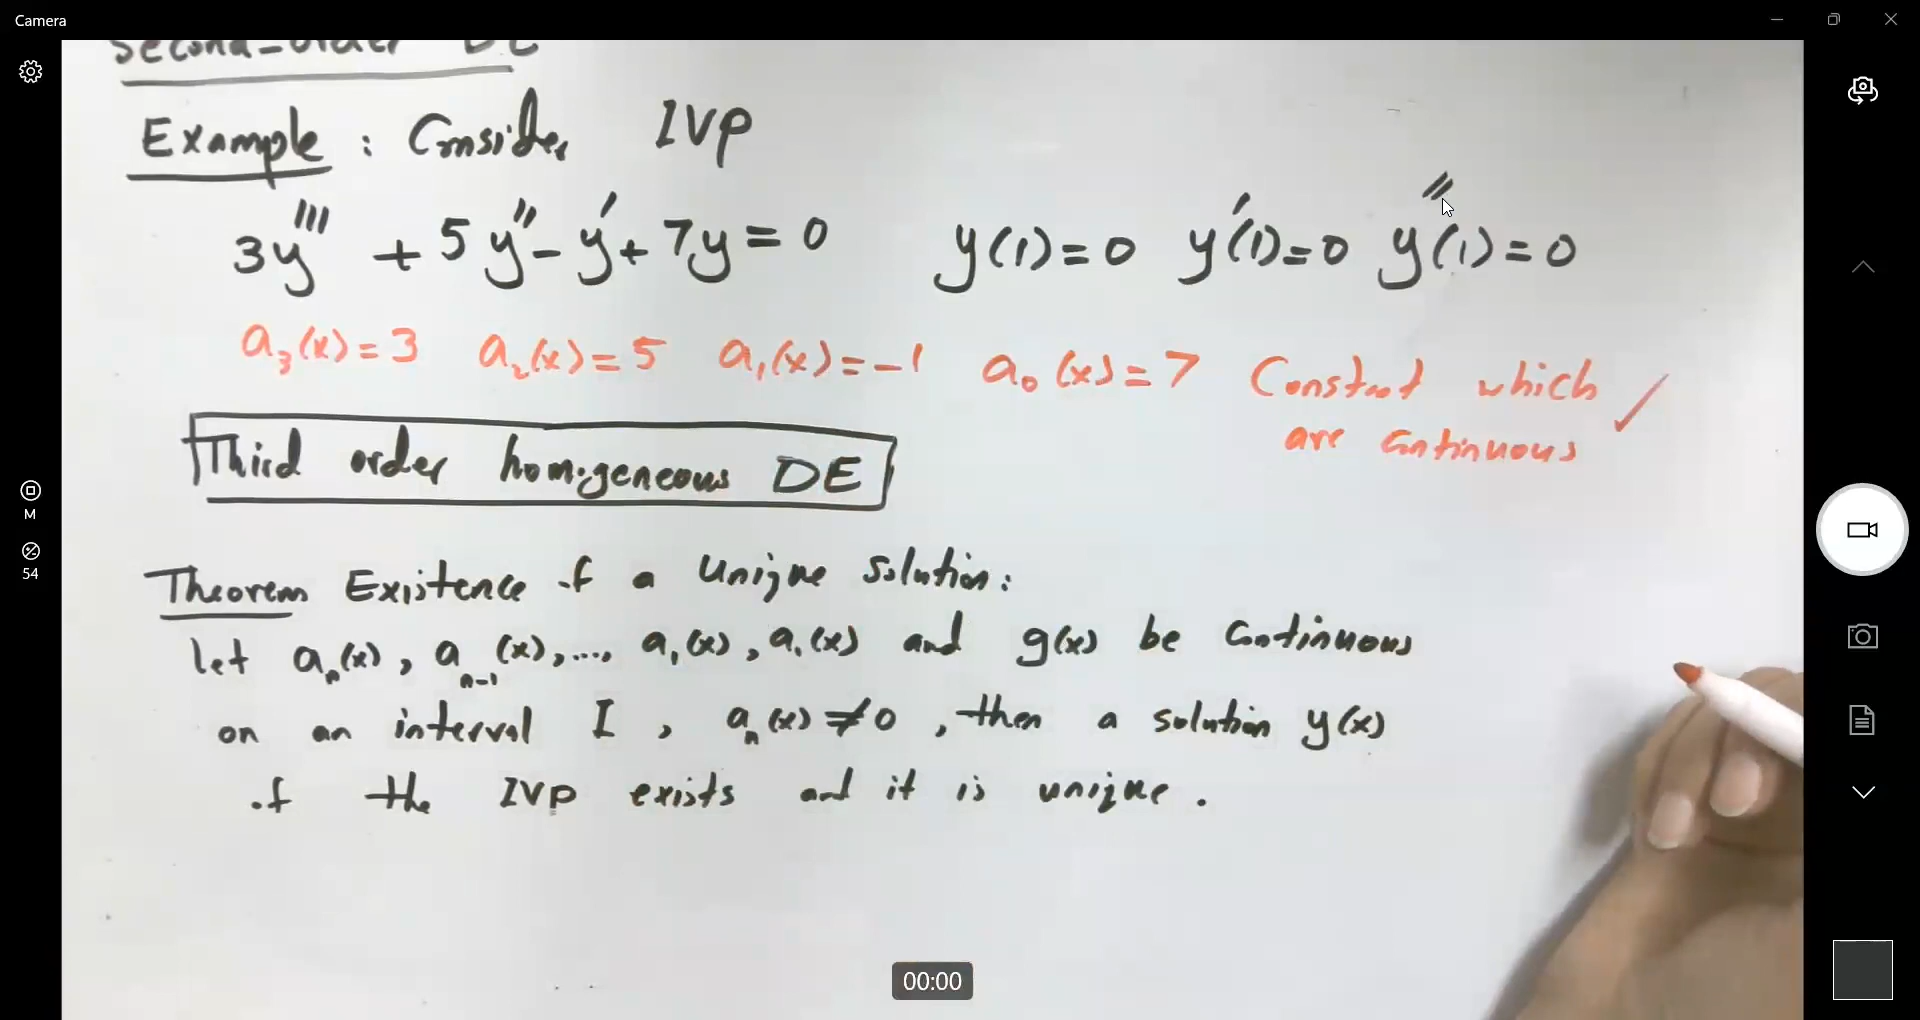 Camera
Second-order DE
Example : Consider IVP
3y''' + 5y'' - y' + 7y = 0 y(1) = 0 y'(1) = 0 y''(1) = 0
a₃(x) = 3 a₂(x) = 5 a₁(x) = -1 a₀(x) = 7 Constant which ✓
are continuous
Third order homogeneous DE
Theorem Existence of a unique solution:
let aₙ(x), aₙ₋₁(x), ..., a₁(x), a₀(x) and g(x) be continuous
on an interval I, aₙ(x) ≠ 0, then a solution y(x)
of the IVP exists and it is unique.
M
54
00:00